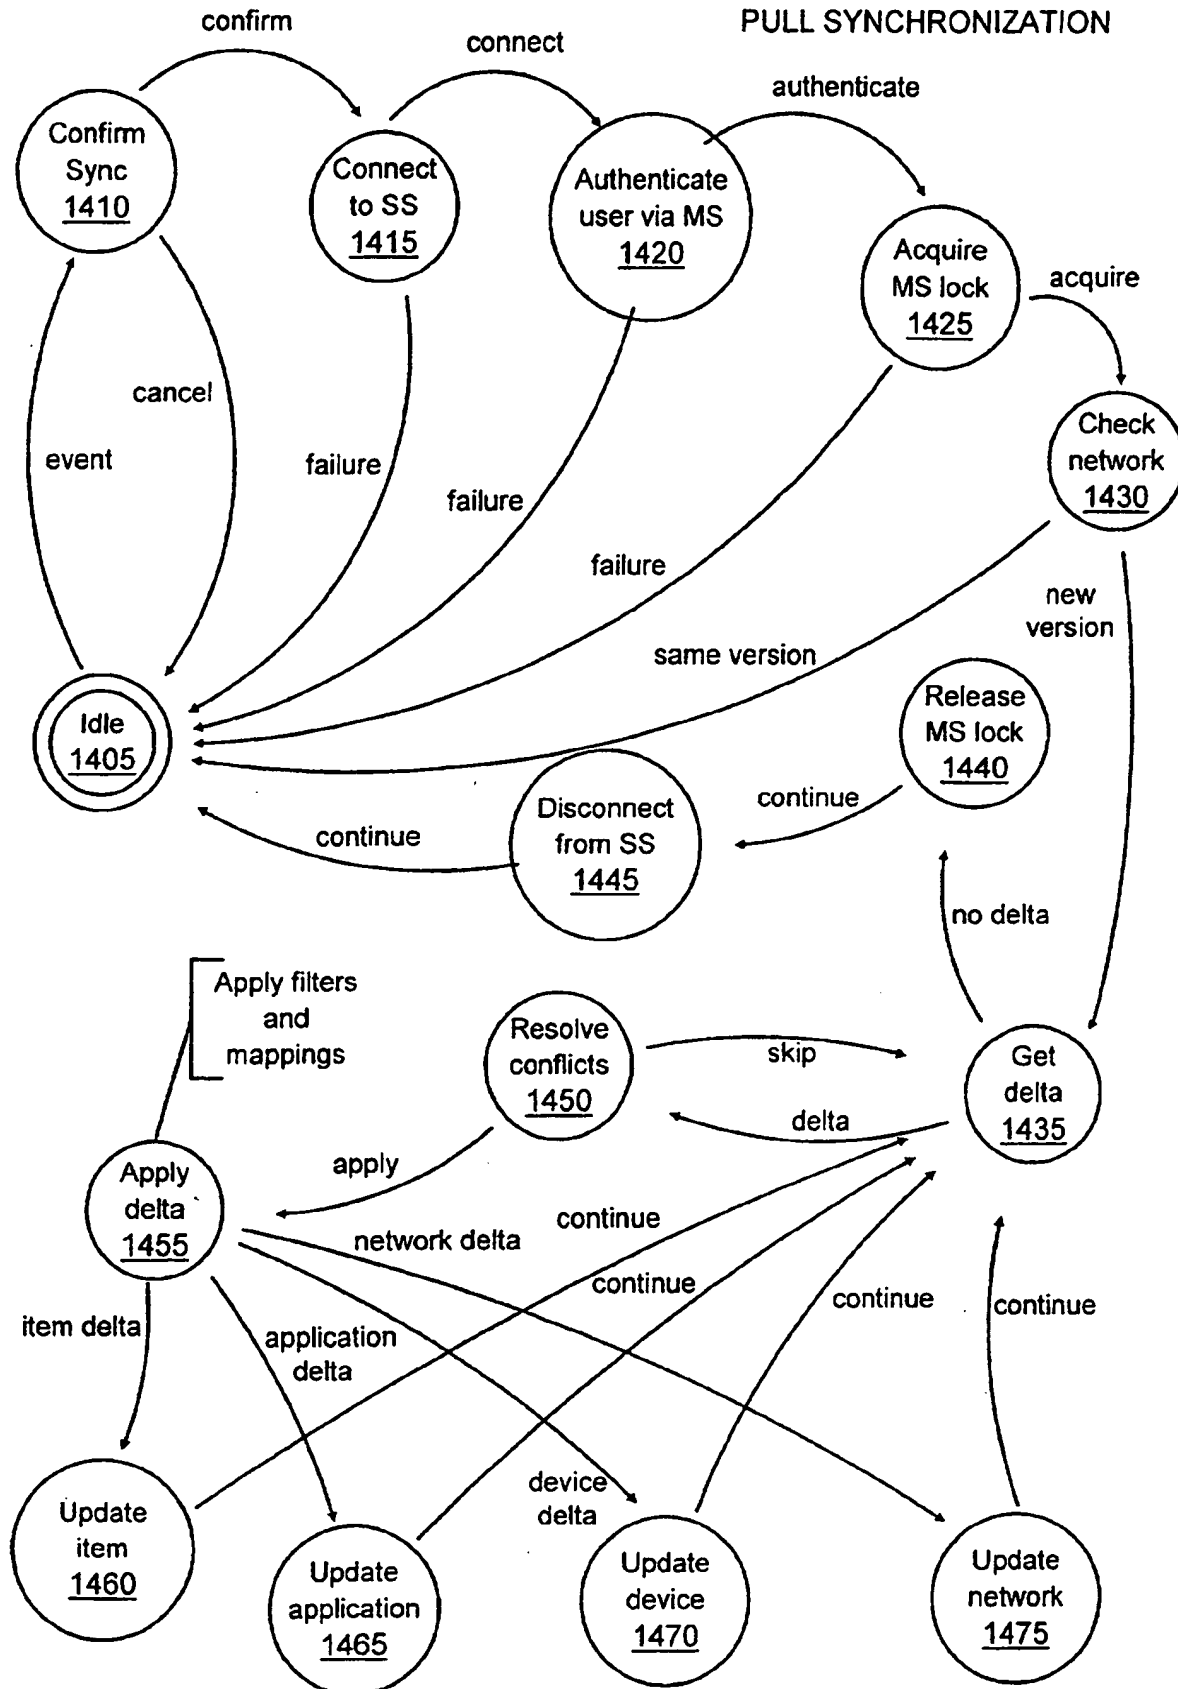 PULL SYNCHRONIZATION
confirm
connect
authenticate
Confirm
Sync
1410
Connect
to SS
1415
Authenticate
user via MS
1420
Acquire
MS lock
1425
acquire
Check
network
1430
event
cancel
failure
failure
failure
same version
new
version
Idle
1405
Release
MS lock
1440
continue
Disconnect
from SS
1445
continue
no delta
Apply filters
and
mappings
Resolve
conflicts
1450
skip
delta
Get
delta
1435
apply
Apply
delta
1455
network delta
continue
continue
continue
continue
item delta
application
delta
device
delta
Update
item
1460
Update
application
1465
Update
device
1470
Update
network
1475